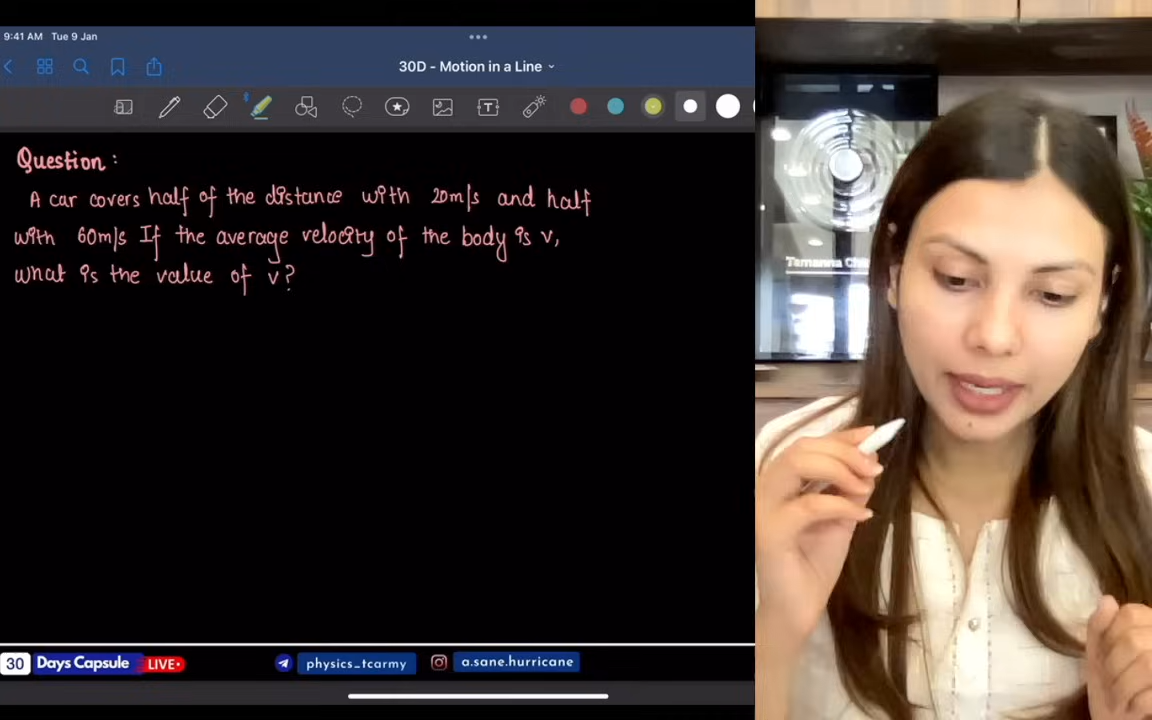 9:41 AM Tue 9 Jan
30D - Motion in a Line
Question :
A car covers half of the distance with 20m/s and half
with 60m/s If the average velocity of the body is v,
what is the value of v?
30 Days Capsule LIVE
physics_tcarmy
a.sane.hurricane